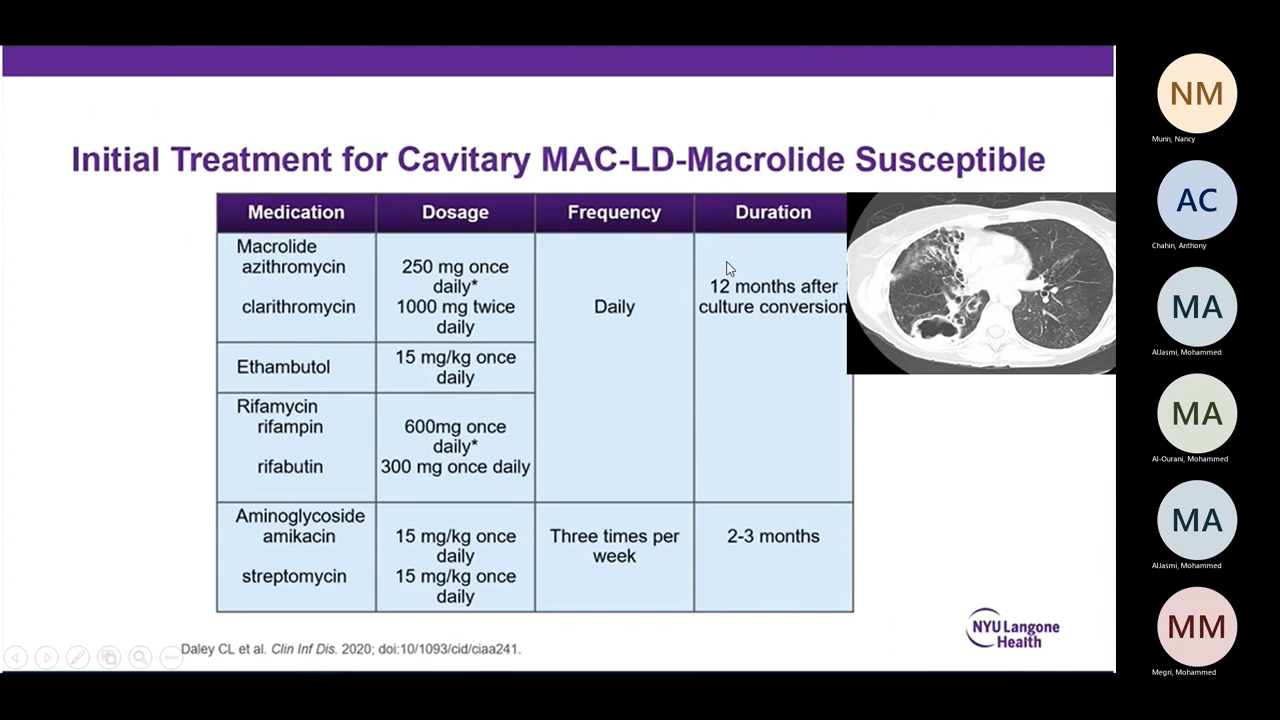 Initial Treatment for Cavitary MAC-LD-Macrolide Susceptible
Medication
Dosage
Frequency
Duration
Macrolide
azithromycin
clarithromycin
250 mg once
daily*
1000 mg twice
daily
Daily
12 months after
culture conversion
Ethambutol
15 mg/kg once
daily
Rifamycin
rifampin
rifabutin
600mg once
daily*
300 mg once daily
Aminoglycoside
amikacin
streptomycin
15 mg/kg once
daily
15 mg/kg once
daily
Three times per
week
2-3 months
Daley CL et al. Clin Inf Dis. 2020; doi:10.1093/cid/ciaa241.
NYU Langone
Health
NM
Munn, Nancy
AC
Chahin, Anthony
MA
AlJasmi, Mohammed
MA
Al-Ourani, Mohammed
MA
AlJasmi, Mohammed
MM
Megri, Mohammed